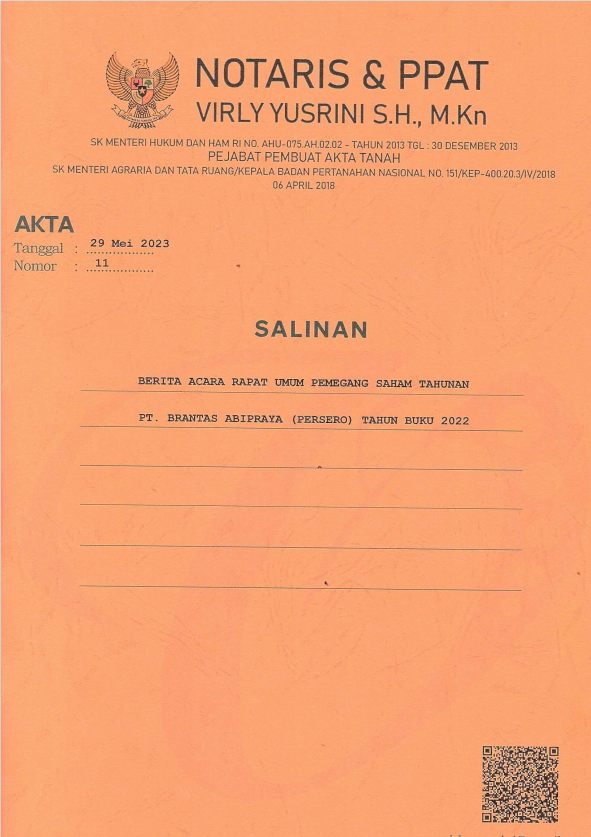 NOTARIS & PPAT
VIRLY YUSRINI S.H., M.Kn
SK MENTERI HUKUM DAN HAM RI NO. AHU-075.AH.02.02 - TAHUN 2013 TGL : 30 DESEMBER 2013
PEJABAT PEMBUAT AKTA TANAH
SK MENTERI AGRARIA DAN TATA RUANG/KEPALA BADAN PERTANAHAN NASIONAL NO. 151/KEP-400.20.3/IV/2018
06 APRIL 2018
AKTA
Tanggal : 29 Mei 2023
Nomor : 11
SALINAN
BERITA ACARA RAPAT UMUM PEMEGANG SAHAM TAHUNAN
PT. BRANTAS ABIPRAYA (PERSERO) TAHUN BUKU 2022